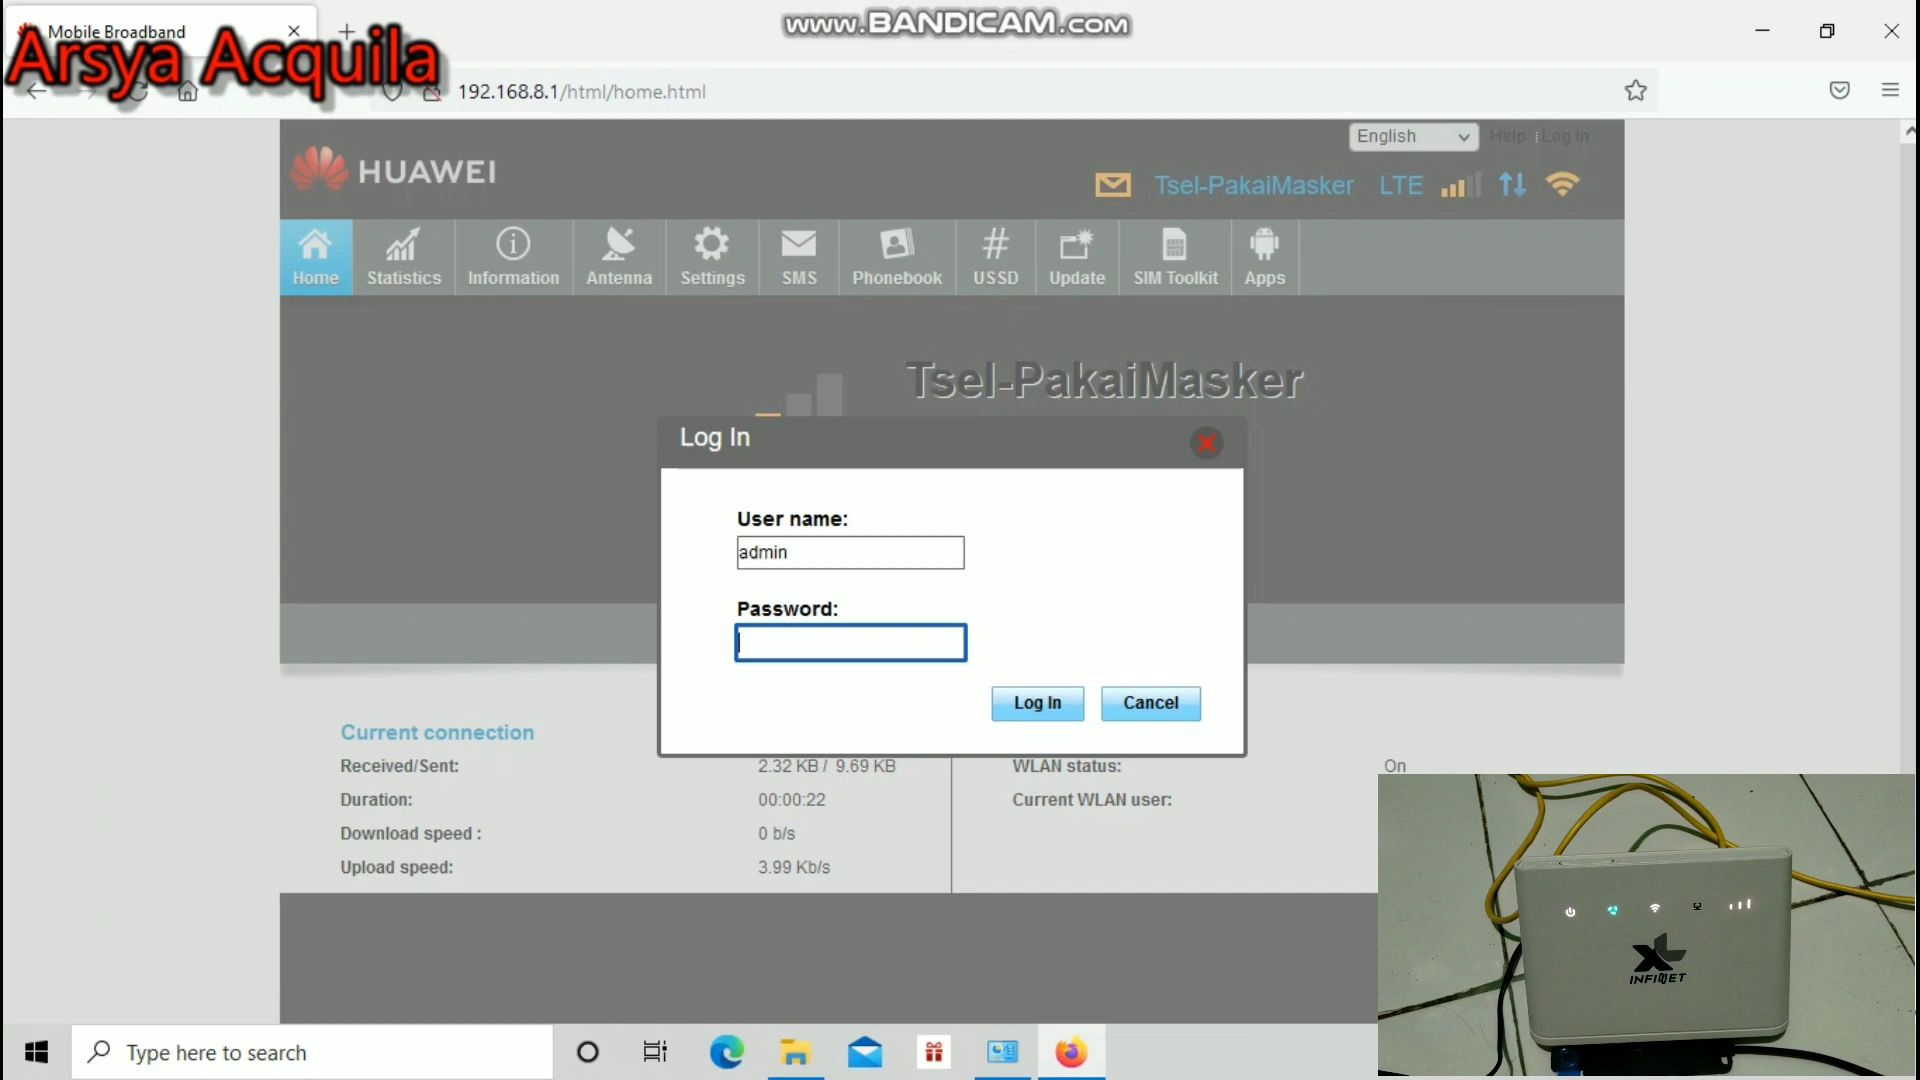 Mobile Broadband
www.BANDICAM.com
Arsya Acquila
192.168.8.1/html/home.html
English
Help
Log In
HUAWEI
Tsel-PakaiMasker
LTE
Home
Statistics
Information
Antenna
Settings
SMS
Phonebook
USSD
Update
SIM Toolkit
Apps
Tsel-PakaiMasker
Log In
User name:
admin
Password:
Log In
Cancel
Current connection
Received/Sent:
2.32 KB / 9.69 KB
WLAN status:
On
Duration:
00:00:22
Current WLAN user:
Download speed :
0 b/s
Upload speed:
3.99 Kb/s
XL
INFINET
Type here to search